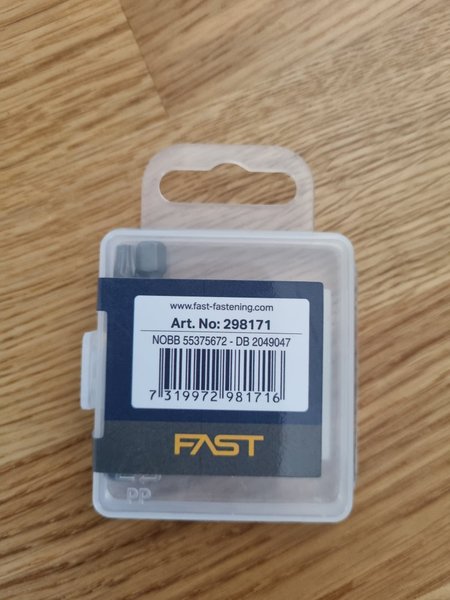 www.fast-fastening.com
Art. No: 298171
NOBB 55375672 - DB 2049047
7 319972 981716
FAST
PP